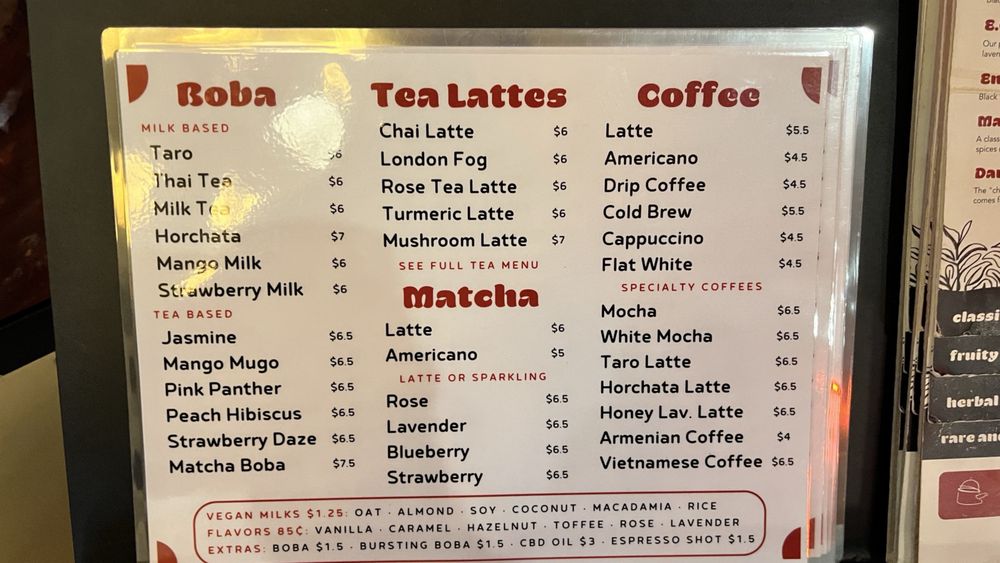 Boba
MILK BASED
Taro $6
Thai Tea $6
Milk Tea $6
Horchata $7
Mango Milk $6
Strawberry Milk $6
TEA BASED
Jasmine $6.5
Mango Mugo $6.5
Pink Panther $6.5
Peach Hibiscus $6.5
Strawberry Daze $6.5
Matcha Boba $7.5
Tea Lattes
Chai Latte $6
London Fog $6
Rose Tea Latte $6
Turmeric Latte $6
Mushroom Latte $7
SEE FULL TEA MENU
Matcha
Latte $6
Americano $5
LATTE OR SPARKLING
Rose $6.5
Lavender $6.5
Blueberry $6.5
Strawberry $6.5
Coffee
Latte $5.5
Americano $4.5
Drip Coffee $4.5
Cold Brew $5.5
Cappuccino $4.5
Flat White $4.5
SPECIALTY COFFEES
Mocha $6.5
White Mocha $6.5
Taro Latte $6.5
Horchata Latte $6.5
Honey Lav. Latte $6.5
Armenian Coffee $4
Vietnamese Coffee $6.5
VEGAN MILKS $1.25: OAT · ALMOND · SOY · COCONUT · MACADAMIA · RICE
FLAVORS 85¢: VANILLA · CARAMEL · HAZELNUT · TOFFEE · ROSE · LAVENDER
EXTRAS: BOBA $1.5 · BURSTING BOBA $1.5 · CBD OIL $3 · ESPRESSO SHOT $1.5
Our
Black
A class
spices
The "ch
comes f
classi
fruity
herbal
rare and